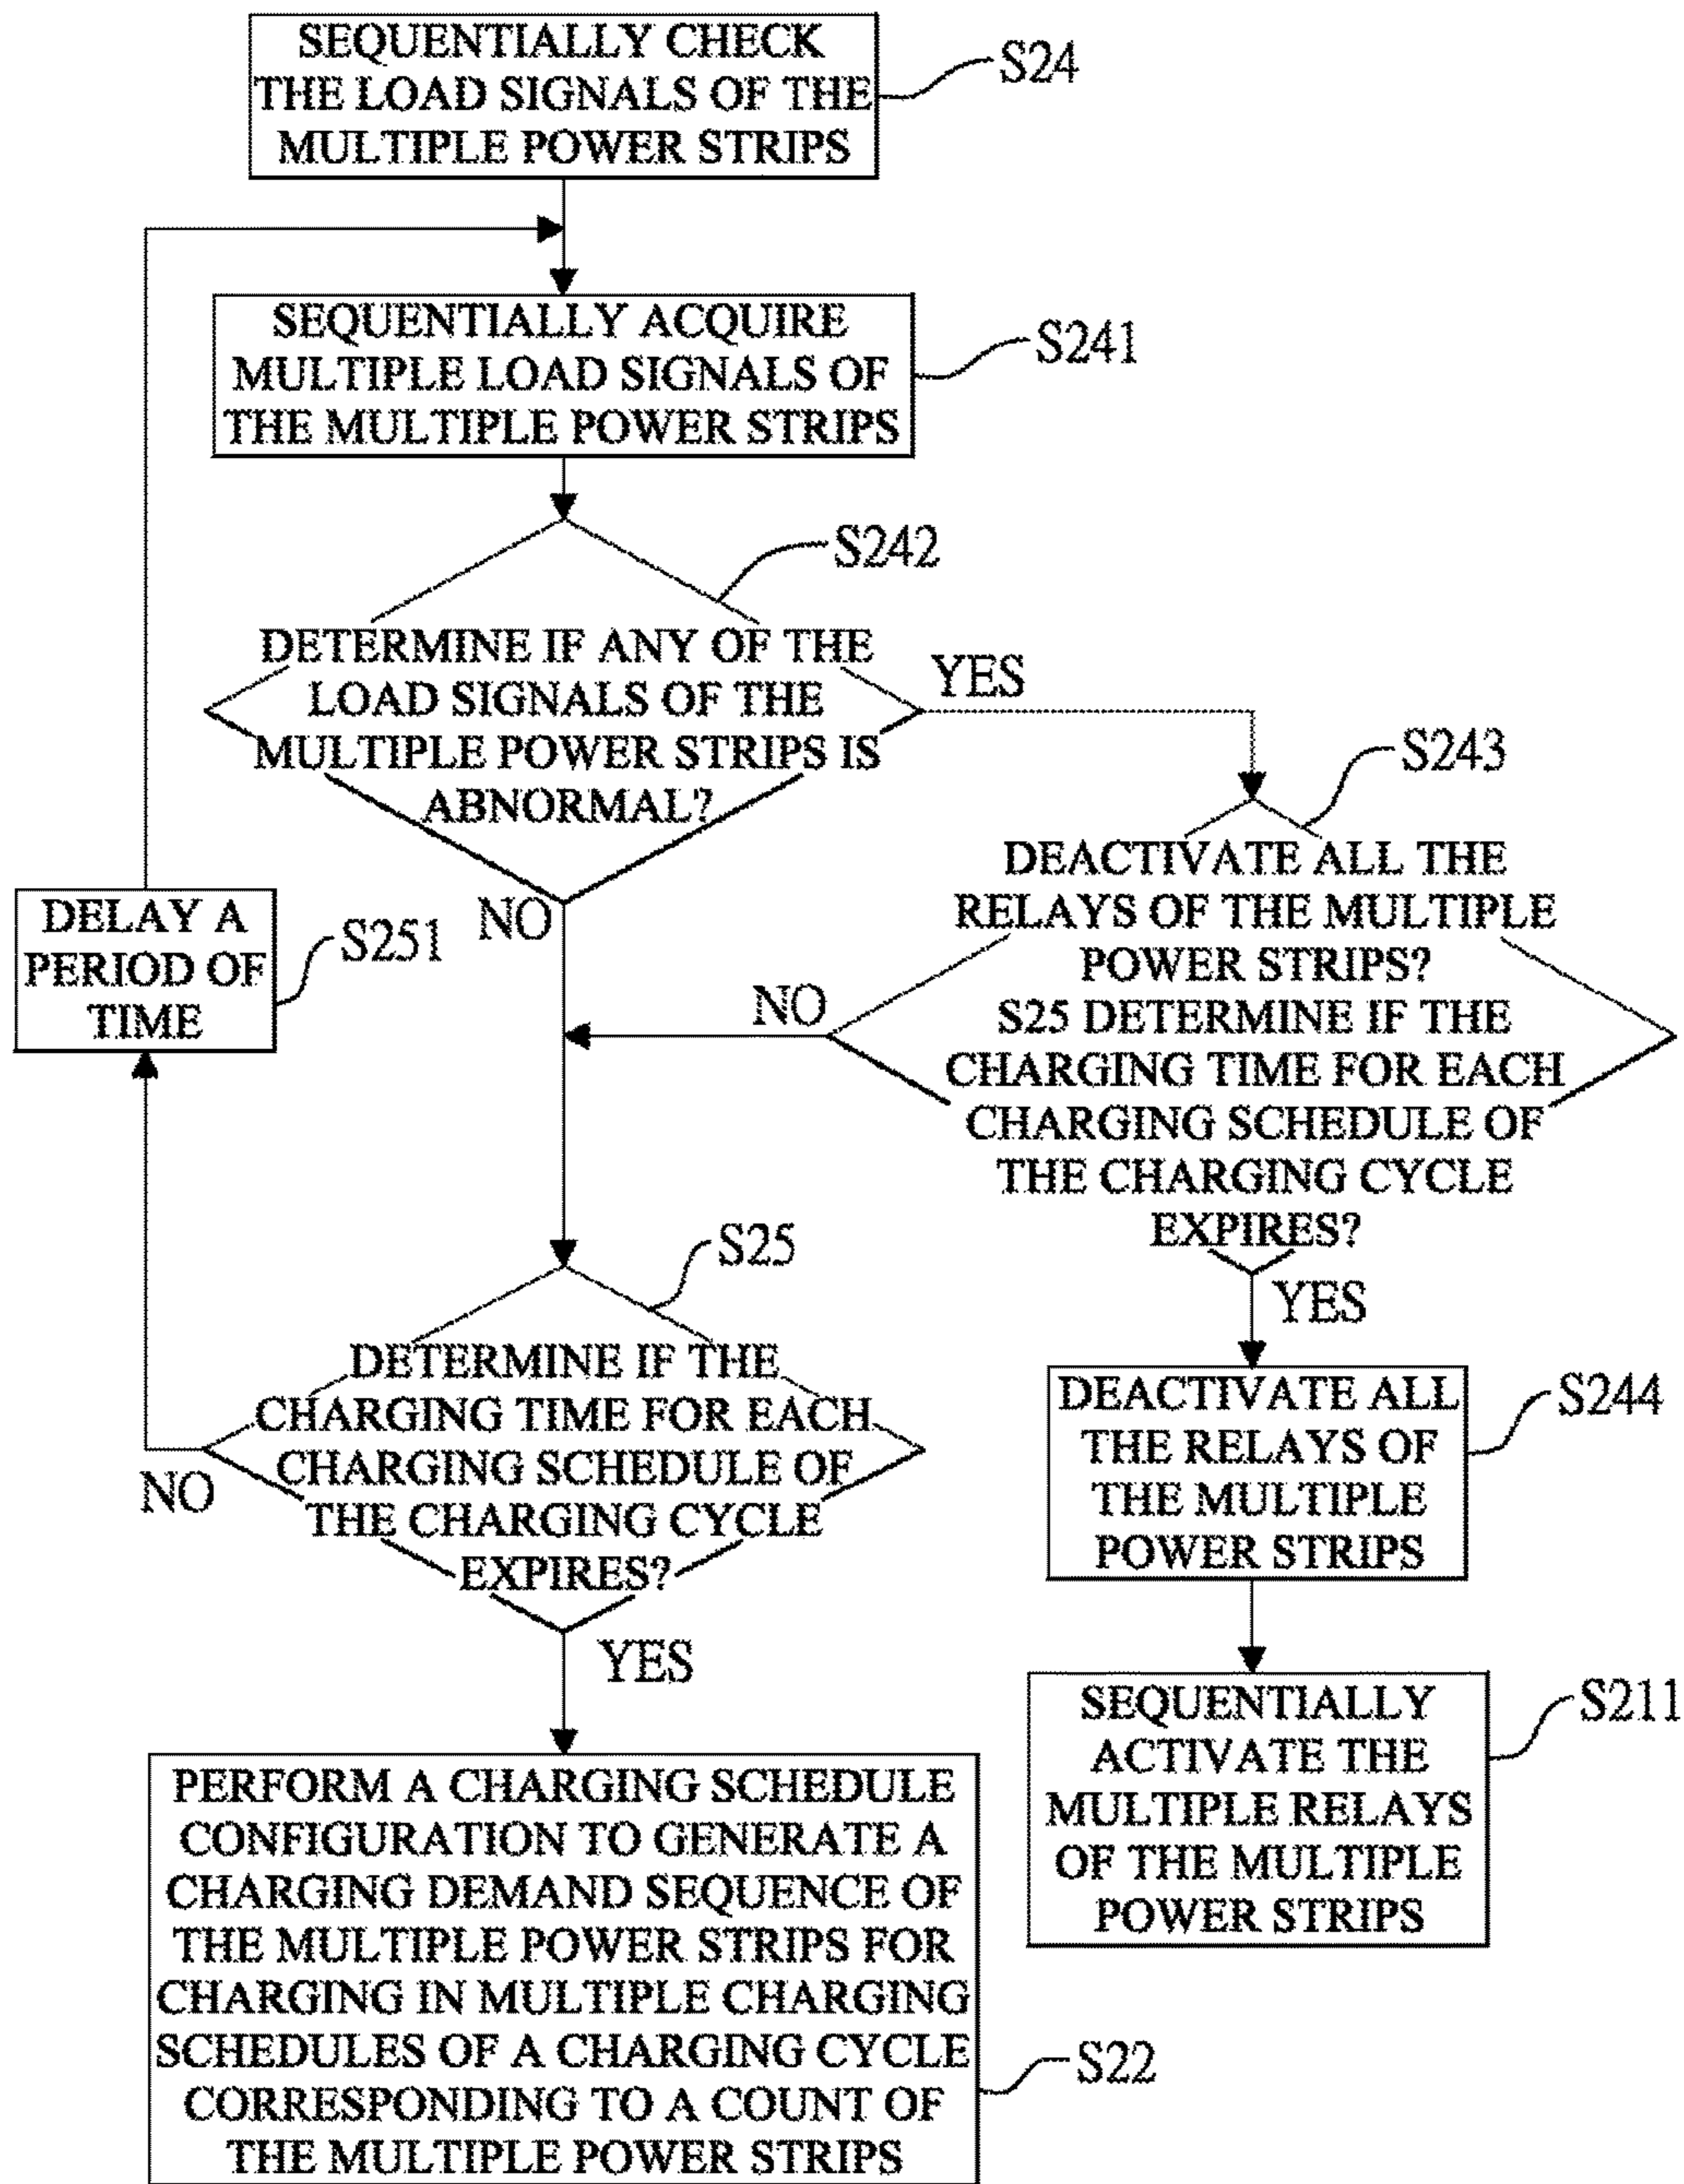 SEQUENTIALLY CHECK
THE LOAD SIGNALS OF THE
MULTIPLE POWER STRIPS
S24
SEQUENTIALLY ACQUIRE
MULTIPLE LOAD SIGNALS OF
THE MULTIPLE POWER STRIPS
S241
S242
DETERMINE IF ANY OF THE
LOAD SIGNALS OF THE
MULTIPLE POWER STRIPS IS
ABNORMAL?
YES
NO
S243
DEACTIVATE ALL THE
RELAYS OF THE MULTIPLE
POWER STRIPS?
S25 DETERMINE IF THE
CHARGING TIME FOR EACH
CHARGING SCHEDULE OF
THE CHARGING CYCLE
EXPIRES?
NO
YES
DELAY A
PERIOD OF
TIME
S251
S25
DETERMINE IF THE
CHARGING TIME FOR EACH
CHARGING SCHEDULE OF
THE CHARGING CYCLE
EXPIRES?
NO
YES
DEACTIVATE ALL
THE RELAYS OF
THE MULTIPLE
POWER STRIPS
S244
SEQUENTIALLY
ACTIVATE THE
MULTIPLE RELAYS
OF THE MULTIPLE
POWER STRIPS
S211
PERFORM A CHARGING SCHEDULE
CONFIGURATION TO GENERATE A
CHARGING DEMAND SEQUENCE OF
THE MULTIPLE POWER STRIPS FOR
CHARGING IN MULTIPLE CHARGING
SCHEDULES OF A CHARGING CYCLE
CORRESPONDING TO A COUNT OF
THE MULTIPLE POWER STRIPS
S22